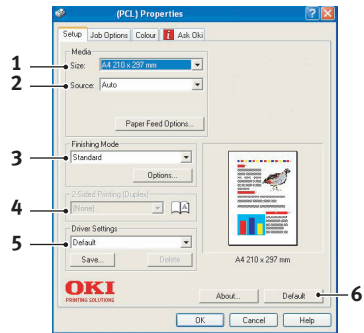 (PCL) Properties
Setup Job Options Colour Ask Oki
Media
1 Size: A4 210 x 297 mm
2 Source: Auto
Paper Feed Options...
Finishing Mode
3 Standard
Options...
2-Sided Printing (Duplex)
4 (None) A
5 Driver Settings
Default
Save... Delete
A4 210 x 297 mm
OKI
PRINTING SOLUTIONS
About... Default 6
OK Cancel Help